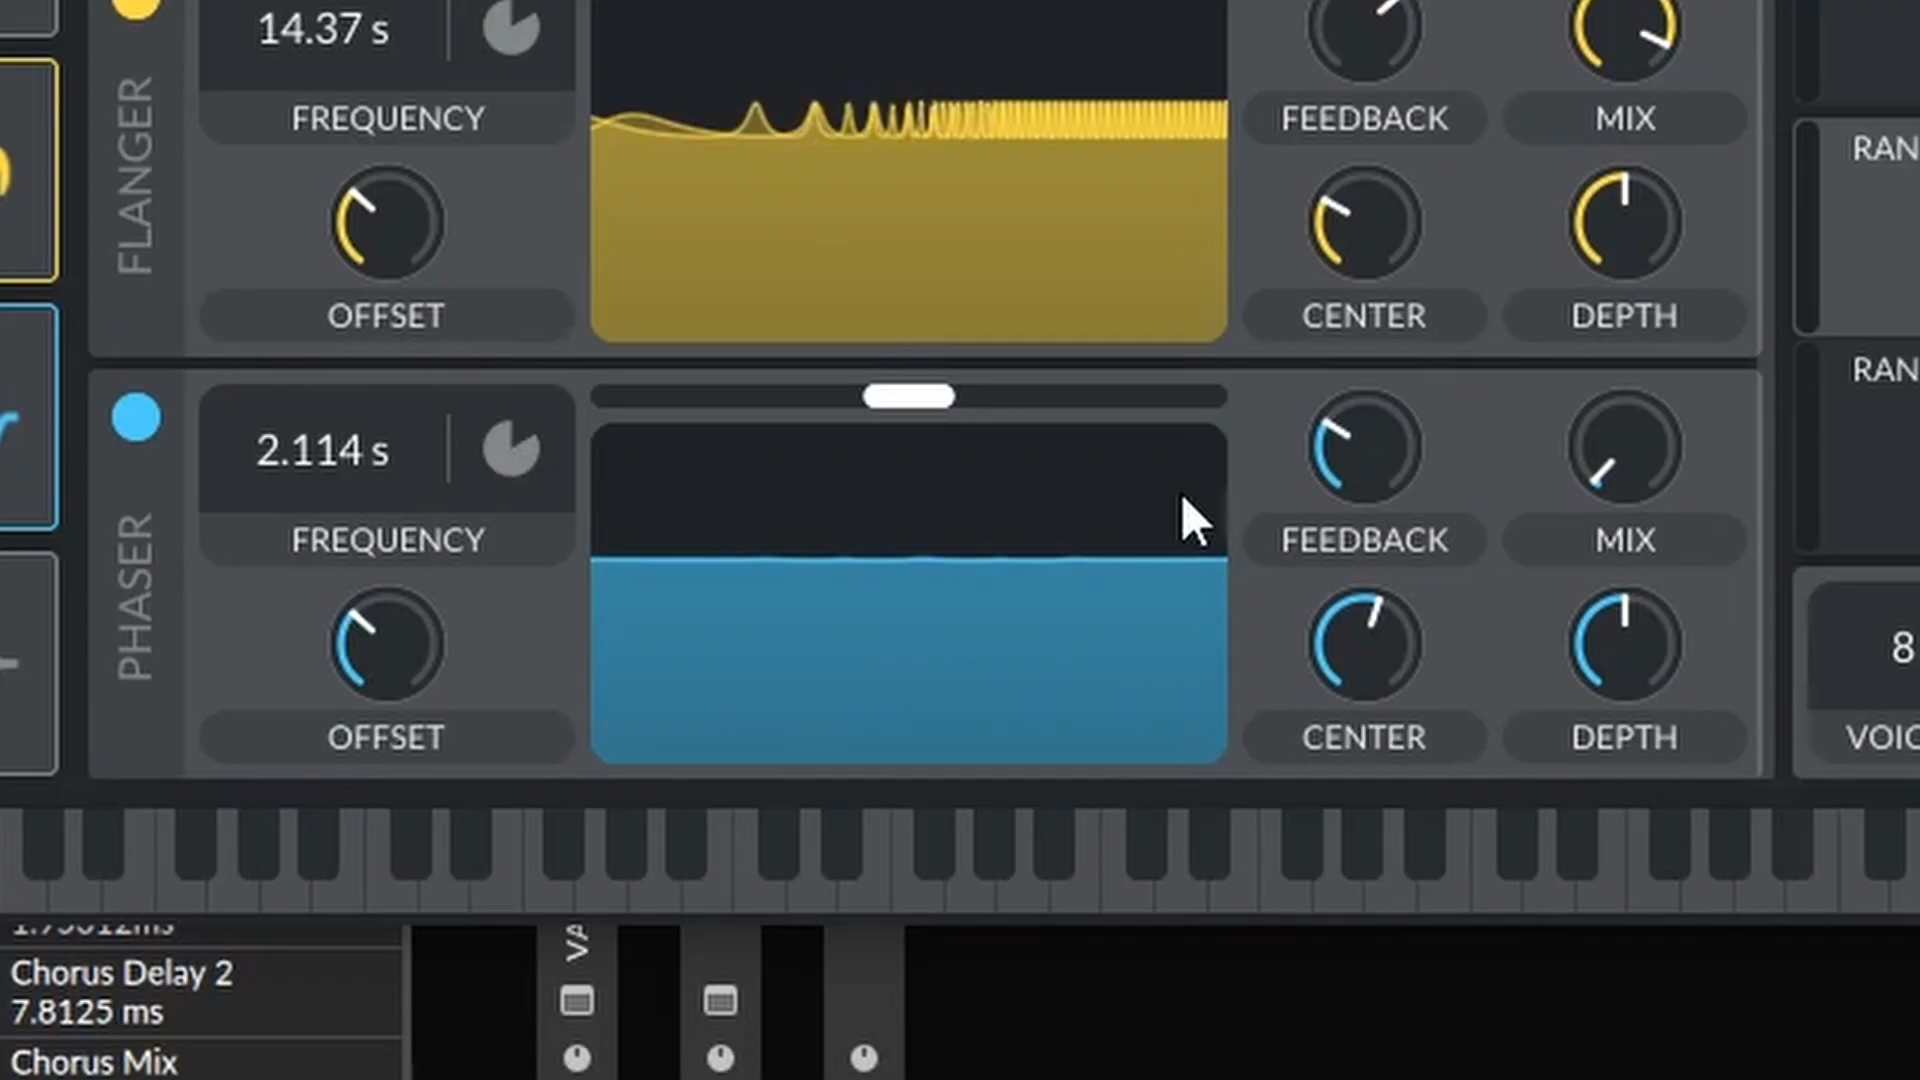 14.37 s
FREQUENCY
FEEDBACK
MIX
FLANGER
OFFSET
CENTER
DEPTH
RAN
RAN
2.114 s
FREQUENCY
FEEDBACK
MIX
PHASER
OFFSET
CENTER
DEPTH
8
VOIC
VA
Chorus Delay 2
7.8125 ms
Chorus Mix